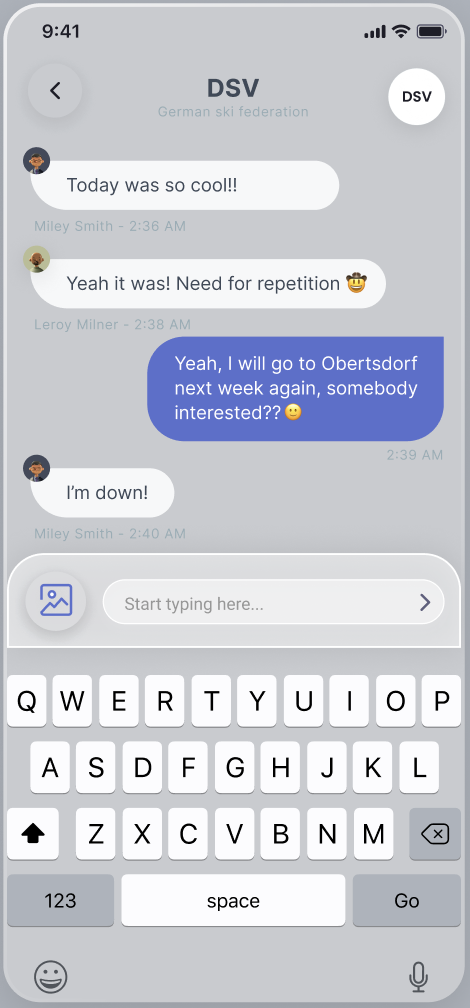 9:41
DSV
DSV
German ski federation
Today was so cool!!
Miley Smith - 2:36 AM
Yeah it was! Need for repetition 🤠
Leroy Milner - 2:38 AM
Yeah, I will go to Obertsdorf
next week again, somebody
interested??🙂
2:39 AM
I’m down!
Miley Smith - 2:40 AM
Start typing here...
Q W E R T Y U I O P
A S D F G H J K L
Z X C V B N M
123 space Go